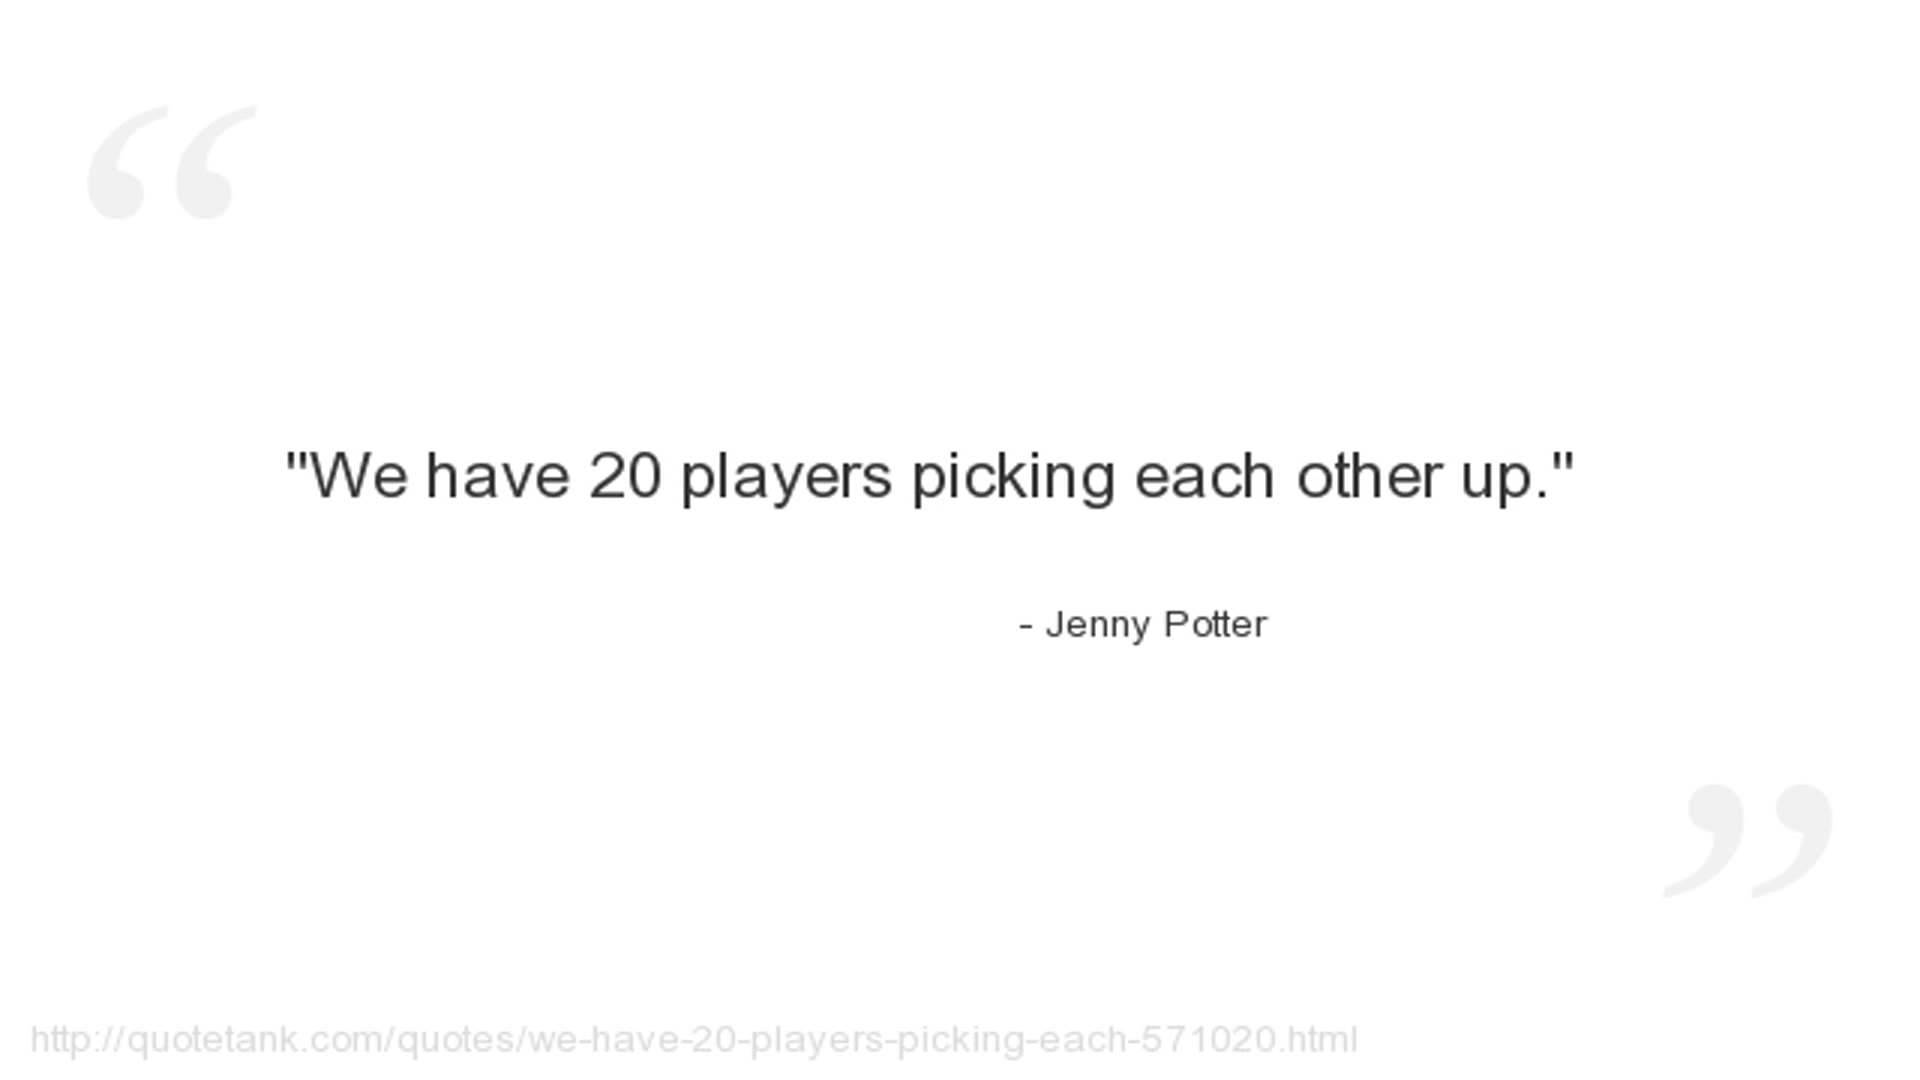 "We have 20 players picking each other up."
- Jenny Potter
http://quotetank.com/quotes/we-have-20-players-picking-each-571020.html